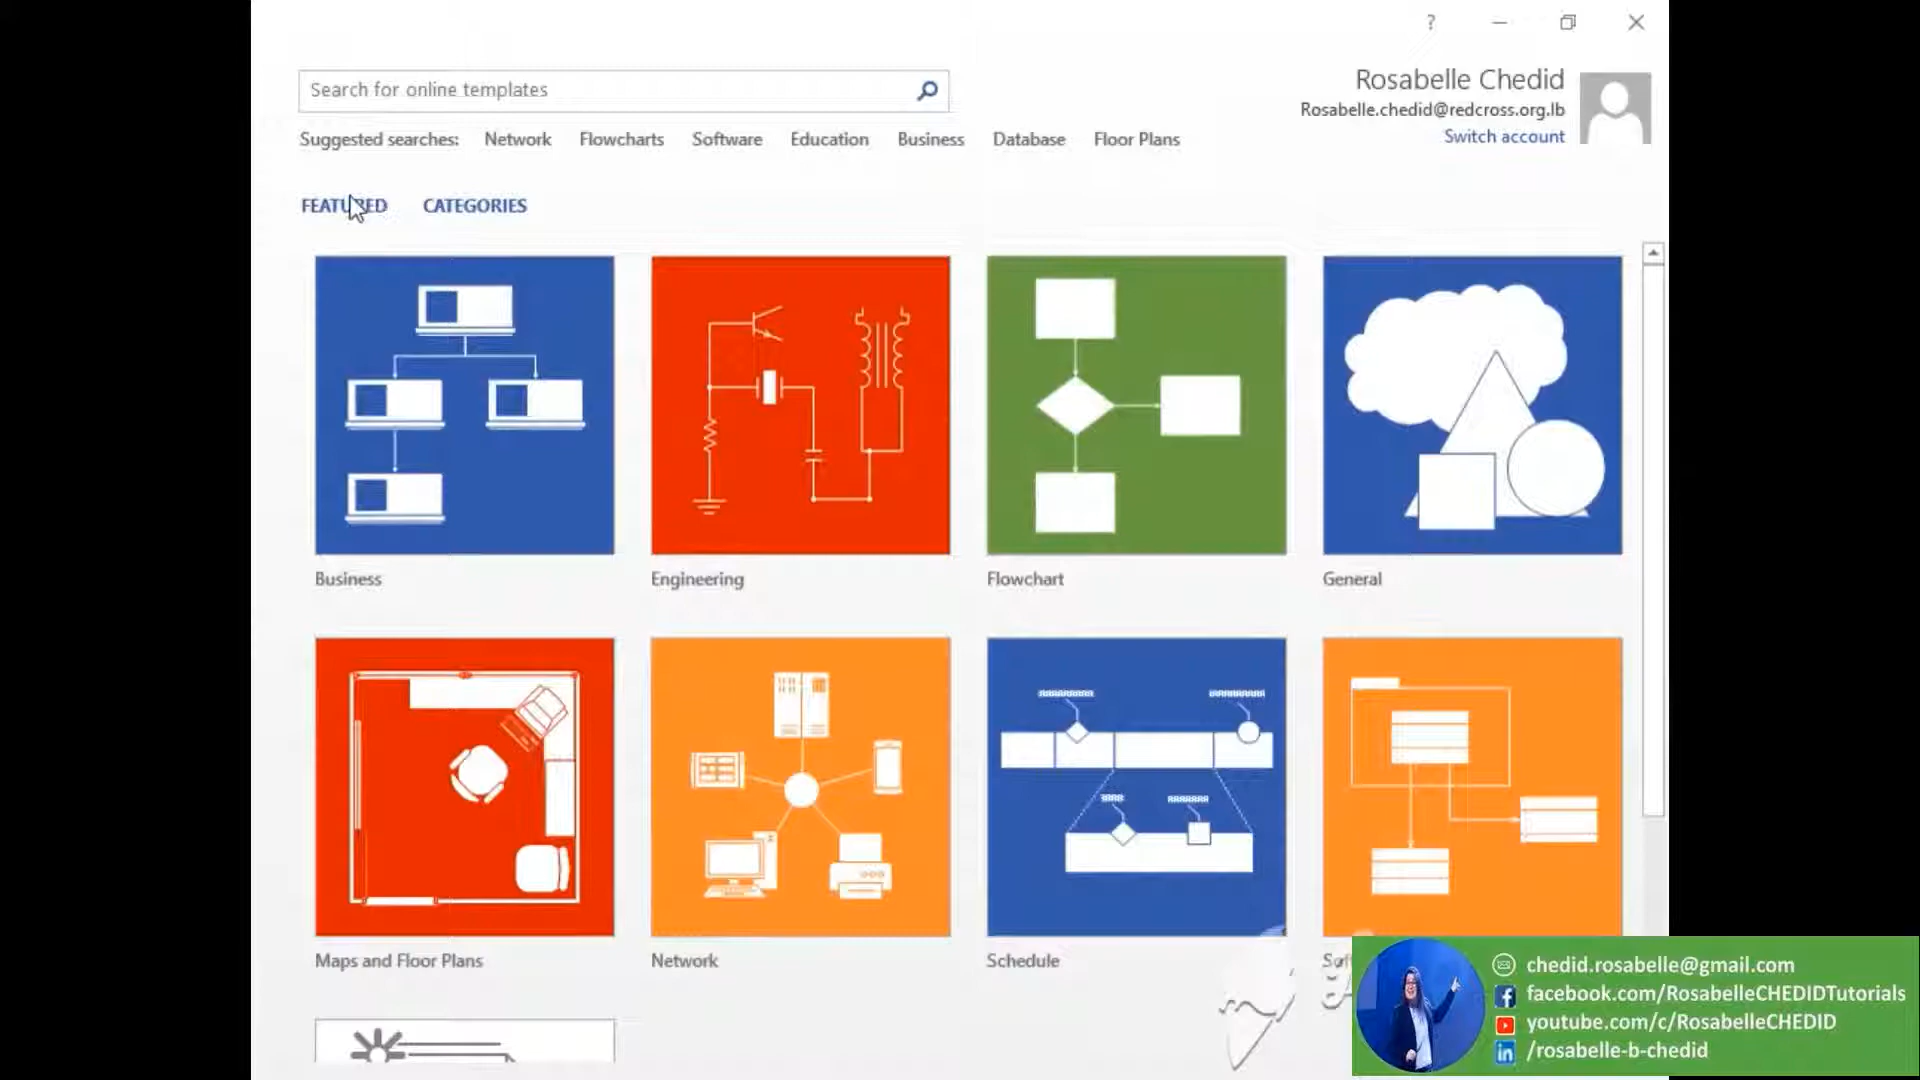 ?
Search for online templates
Suggested searches: Network Flowcharts Software Education Business Database Floor Plans
Rosabelle Chedid
Rosabelle.chedid@redcross.org.lb
Switch account
FEATURED CATEGORIES
Business Engineering Flowchart General
Maps and Floor Plans Network Schedule
chedid.rosabelle@gmail.com
facebook.com/RosabelleCHEDIDTutorials
youtube.com/c/RosabelleCHEDID
in /rosabelle-b-chedid